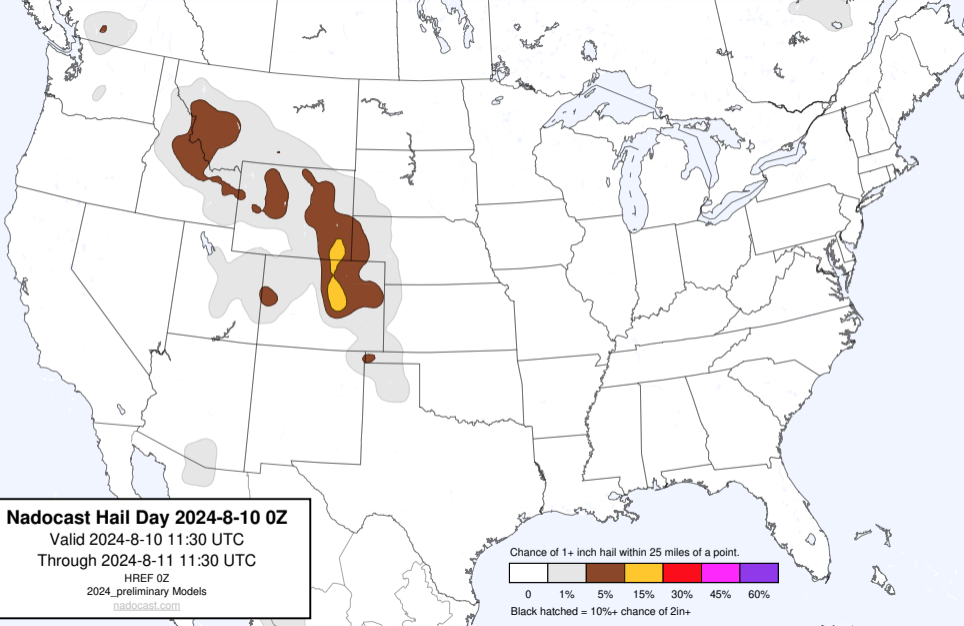 Nadocast Hail Day 2024-8-10 0Z
Valid 2024-8-10 11:30 UTC
Through 2024-8-11 11:30 UTC
HREF 0Z
2024_preliminary Models
nadocast.com
Chance of 1+ inch hail within 25 miles of a point.
0 1% 5% 15% 30% 45% 60%
Black hatched = 10%+ chance of 2in+